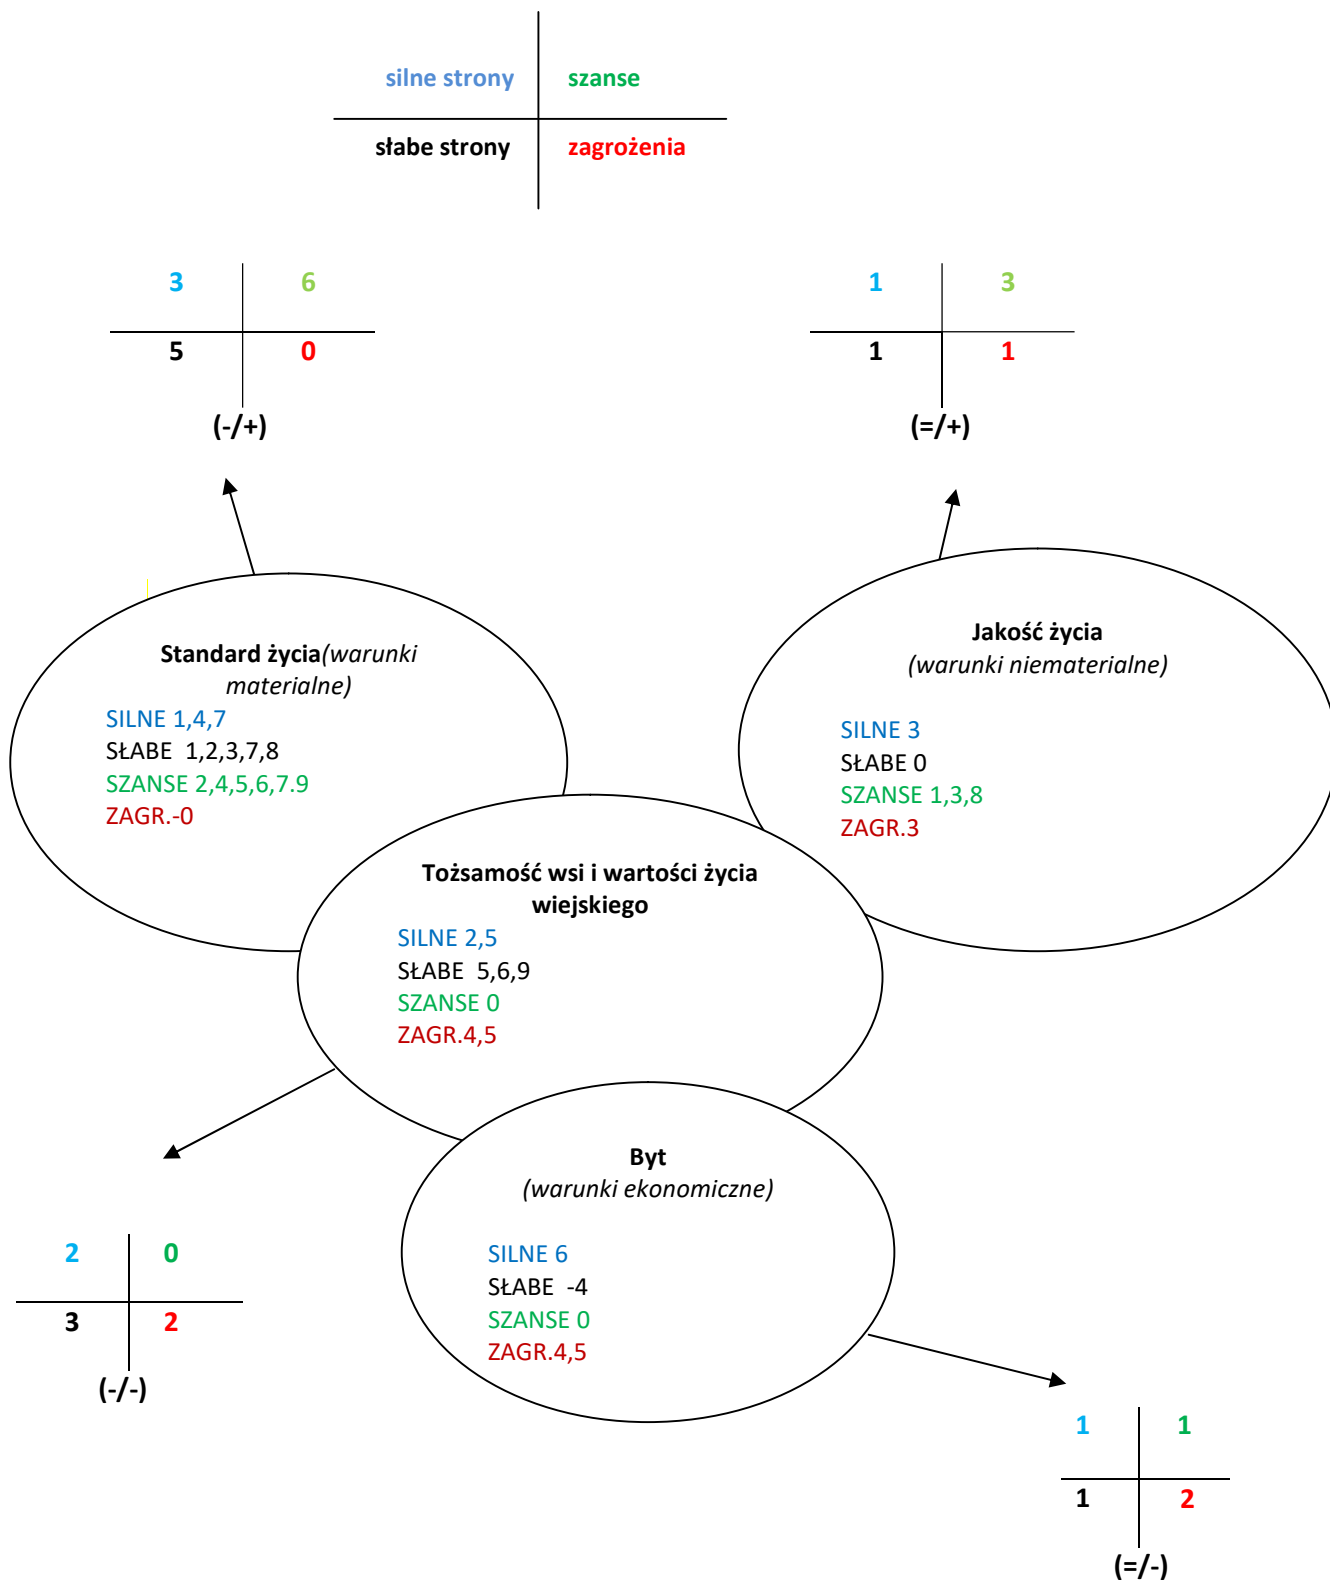 silne strony szanse
słabe strony zagrożenia
3 6
5 0
(-/+)
1 3
1 1
(=/+)
Standard życia(warunki
materialne)
SILNE 1,4,7
SŁABE 1,2,3,7,8
SZANSE 2,4,5,6,7.9
ZAGR.-0
Jakość życia
(warunki niematerialne)
SILNE 3
SŁABE 0
SZANSE 1,3,8
ZAGR.3
Tożsamość wsi i wartości życia
wiejskiego
SILNE 2,5
SŁABE 5,6,9
SZANSE 0
ZAGR.4,5
Byt
(warunki ekonomiczne)
SILNE 6
SŁABE -4
SZANSE 0
ZAGR.4,5
2 0
3 2
(-/-)
1 1
1 2
(=/-)